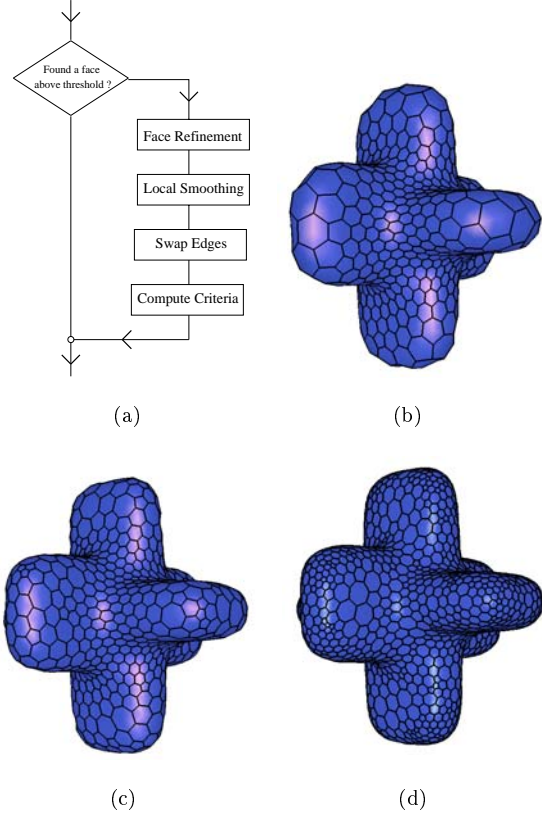 Found a face
above threshold ?
Face Refinement
Local Smoothing
Swap Edges
Compute Criteria
(a)
(b)
(c)
(d)